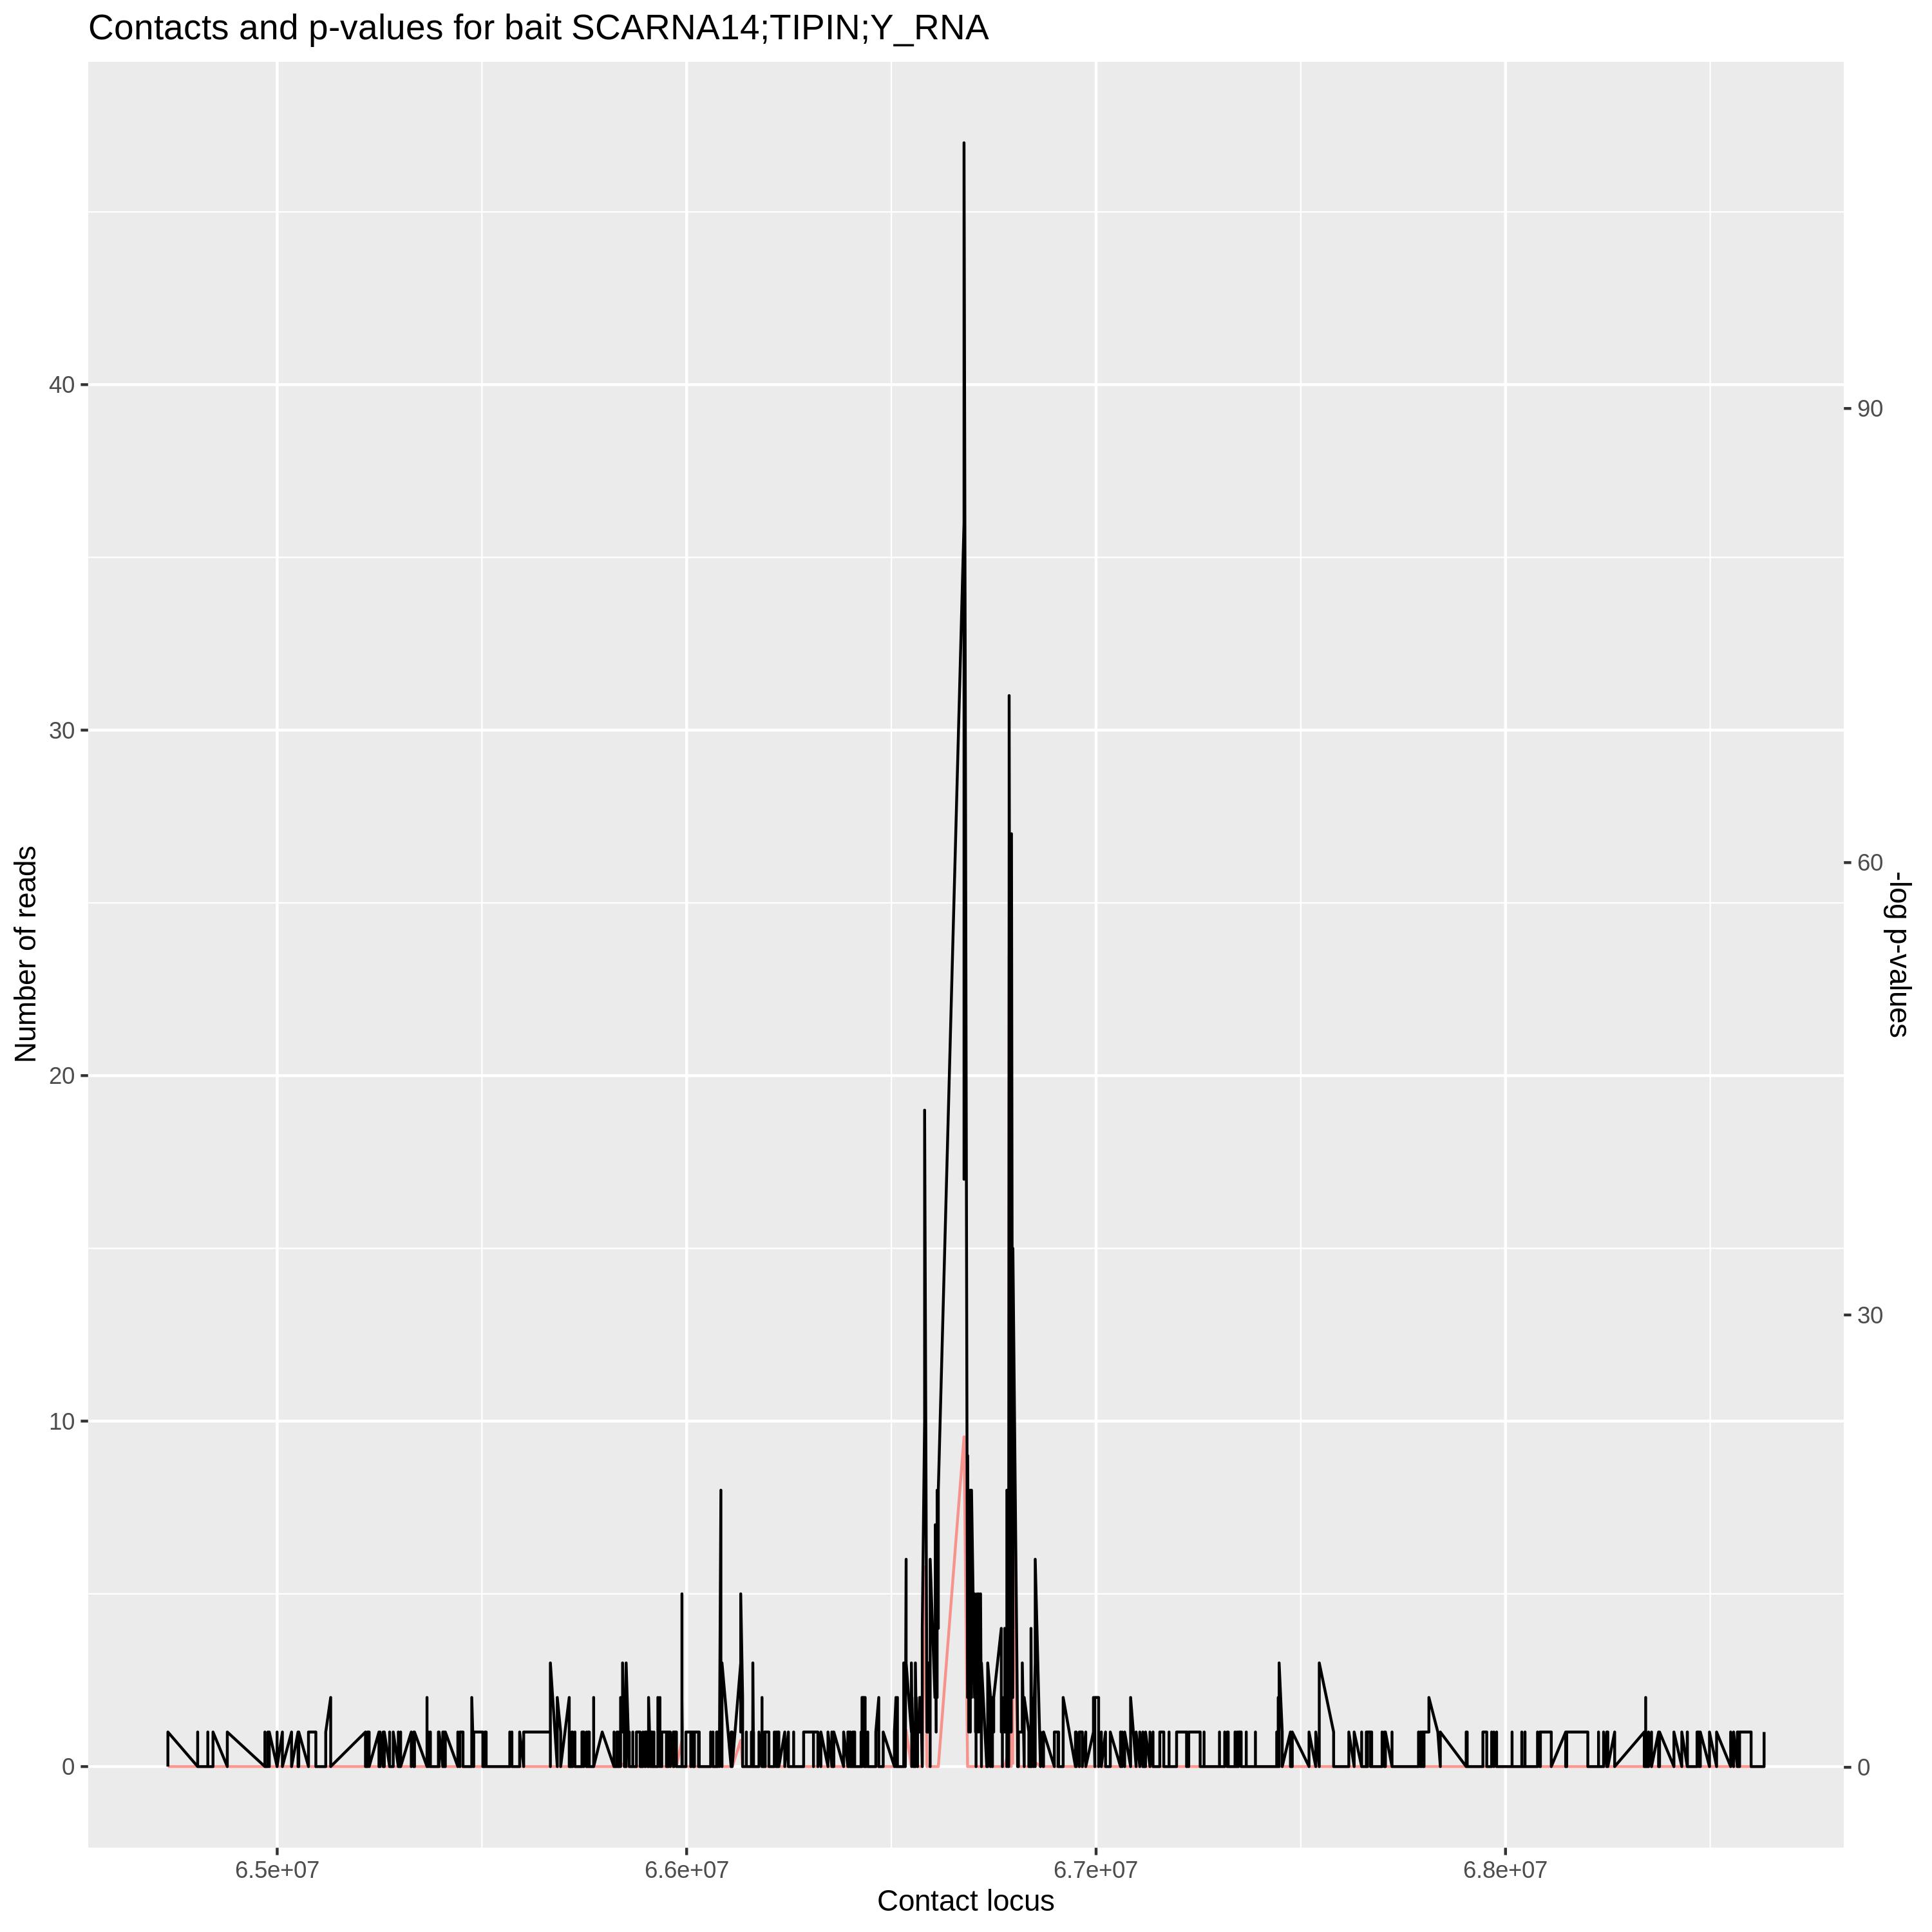 Contacts and p-values for bait SCARNA14;TIPIN;Y_RNA
Number of reads
40
30
20
10
0
90
60
30
0
-log p-values
6.5e+07
6.6e+07
6.7e+07
6.8e+07
Contact locus